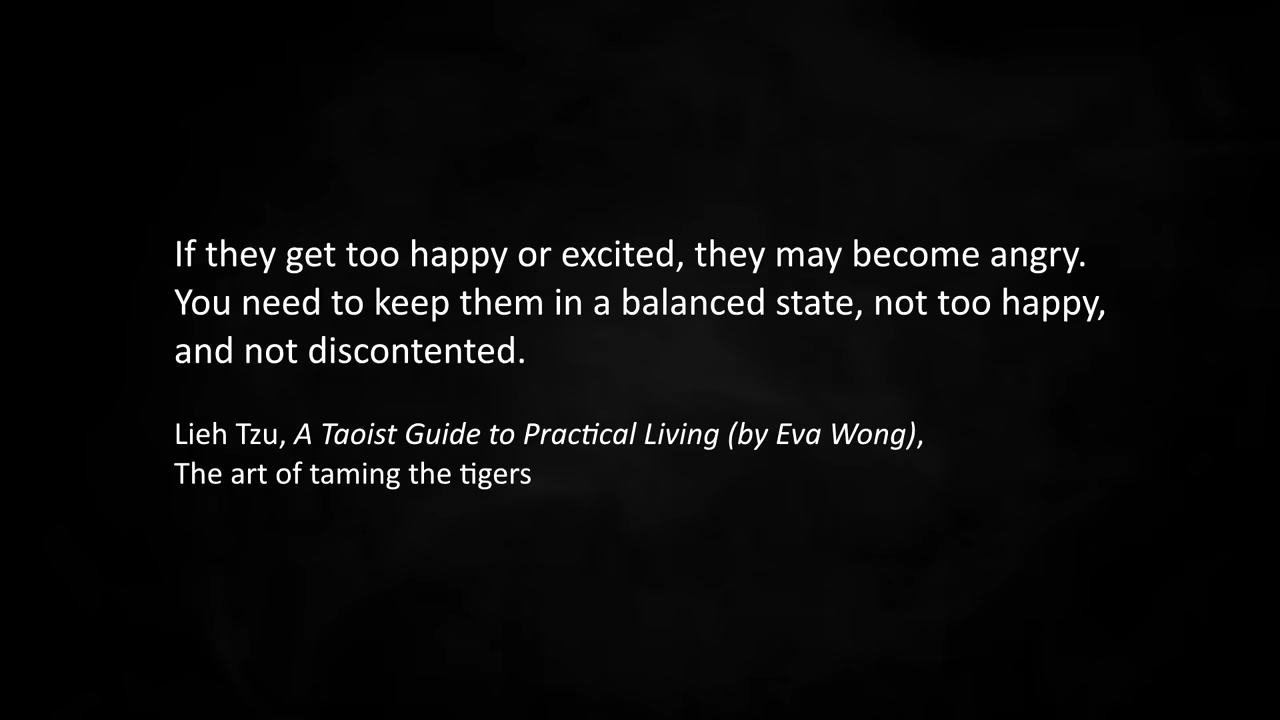 If they get too happy or excited, they may become angry.
You need to keep them in a balanced state, not too happy,
and not discontented.
Lieh Tzu, A Taoist Guide to Practical Living (by Eva Wong),
The art of taming the tigers